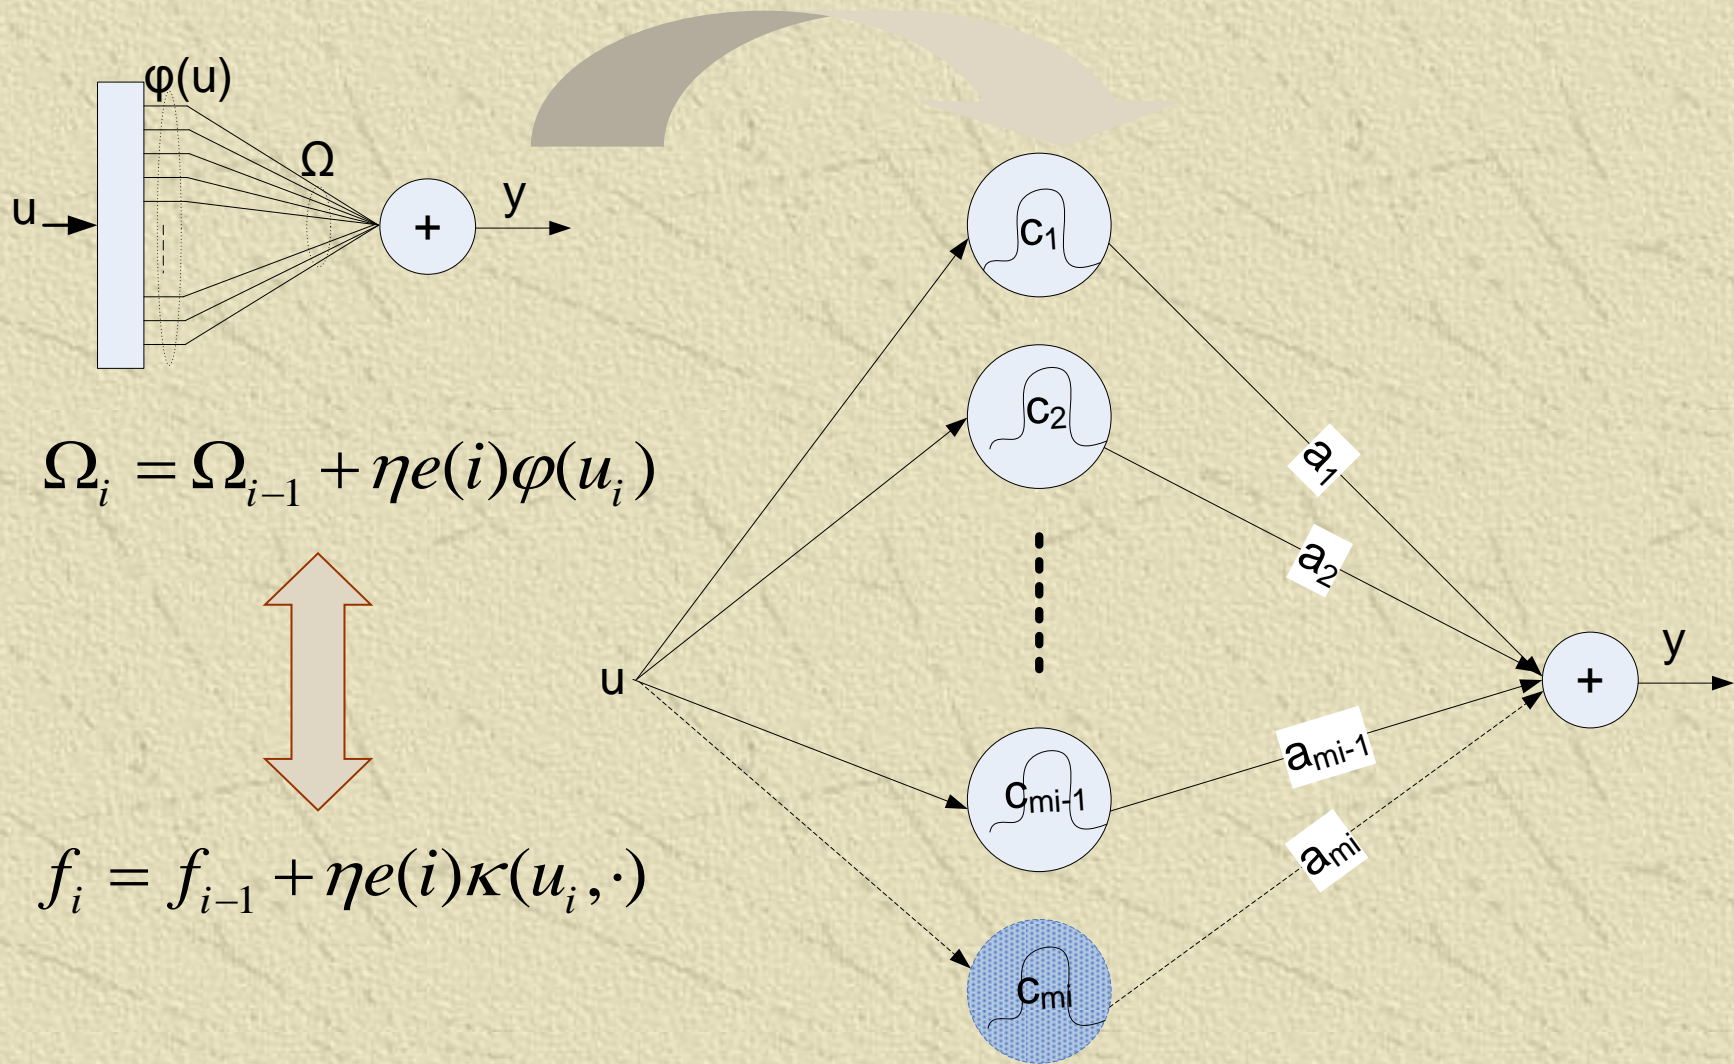 φ(u)
Ω
u
+
y
Ωᵢ = Ωᵢ₋₁ + ηe(i)φ(uᵢ)
fᵢ = fᵢ₋₁ + ηe(i)κ(uᵢ,·)
c₁
c₂
u
cmi-1
cmi
a₁
a₂
ami-1
ami
+
y